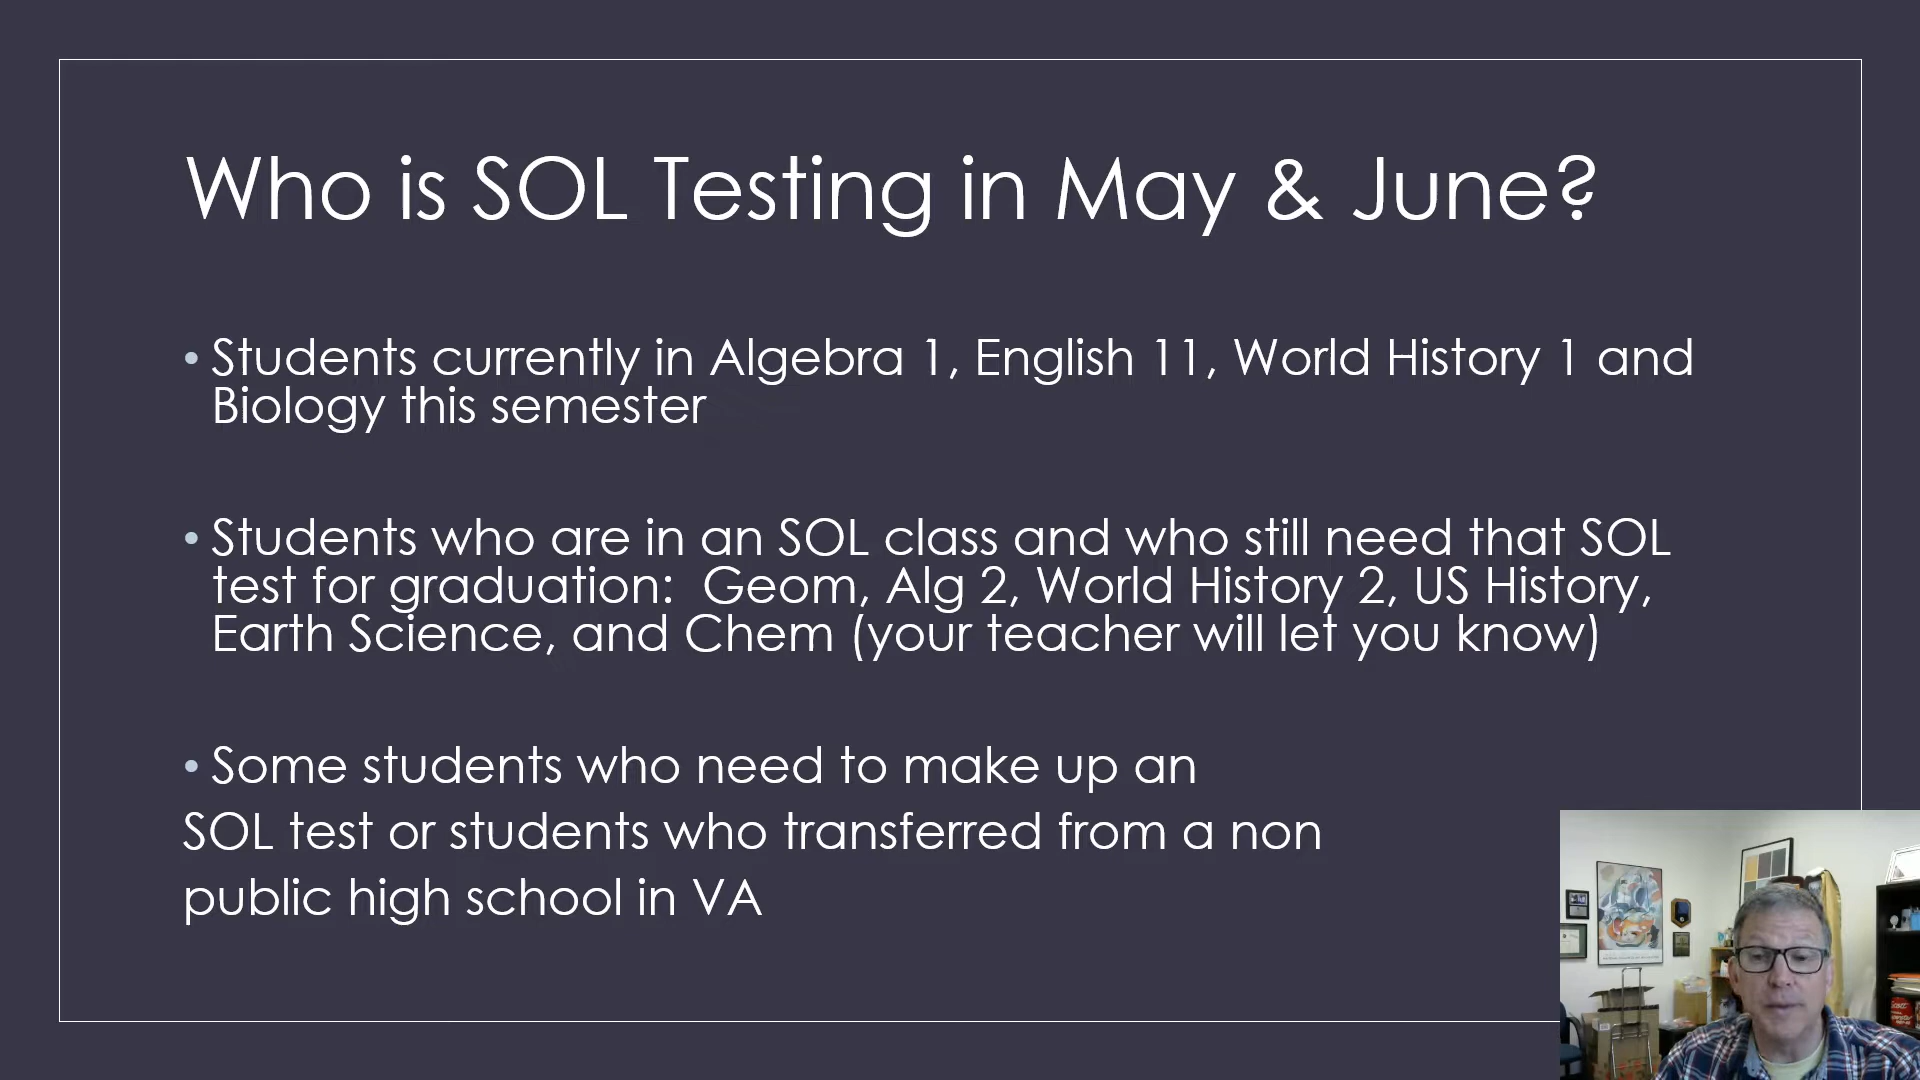 Who is SOL Testing in May & June?
• Students currently in Algebra 1, English 11, World History 1 and
Biology this semester
• Students who are in an SOL class and who still need that SOL
test for graduation:  Geom, Alg 2, World History 2, US History,
Earth Science, and Chem (your teacher will let you know)
• Some students who need to make up an
SOL test or students who transferred from a non
public high school in VA